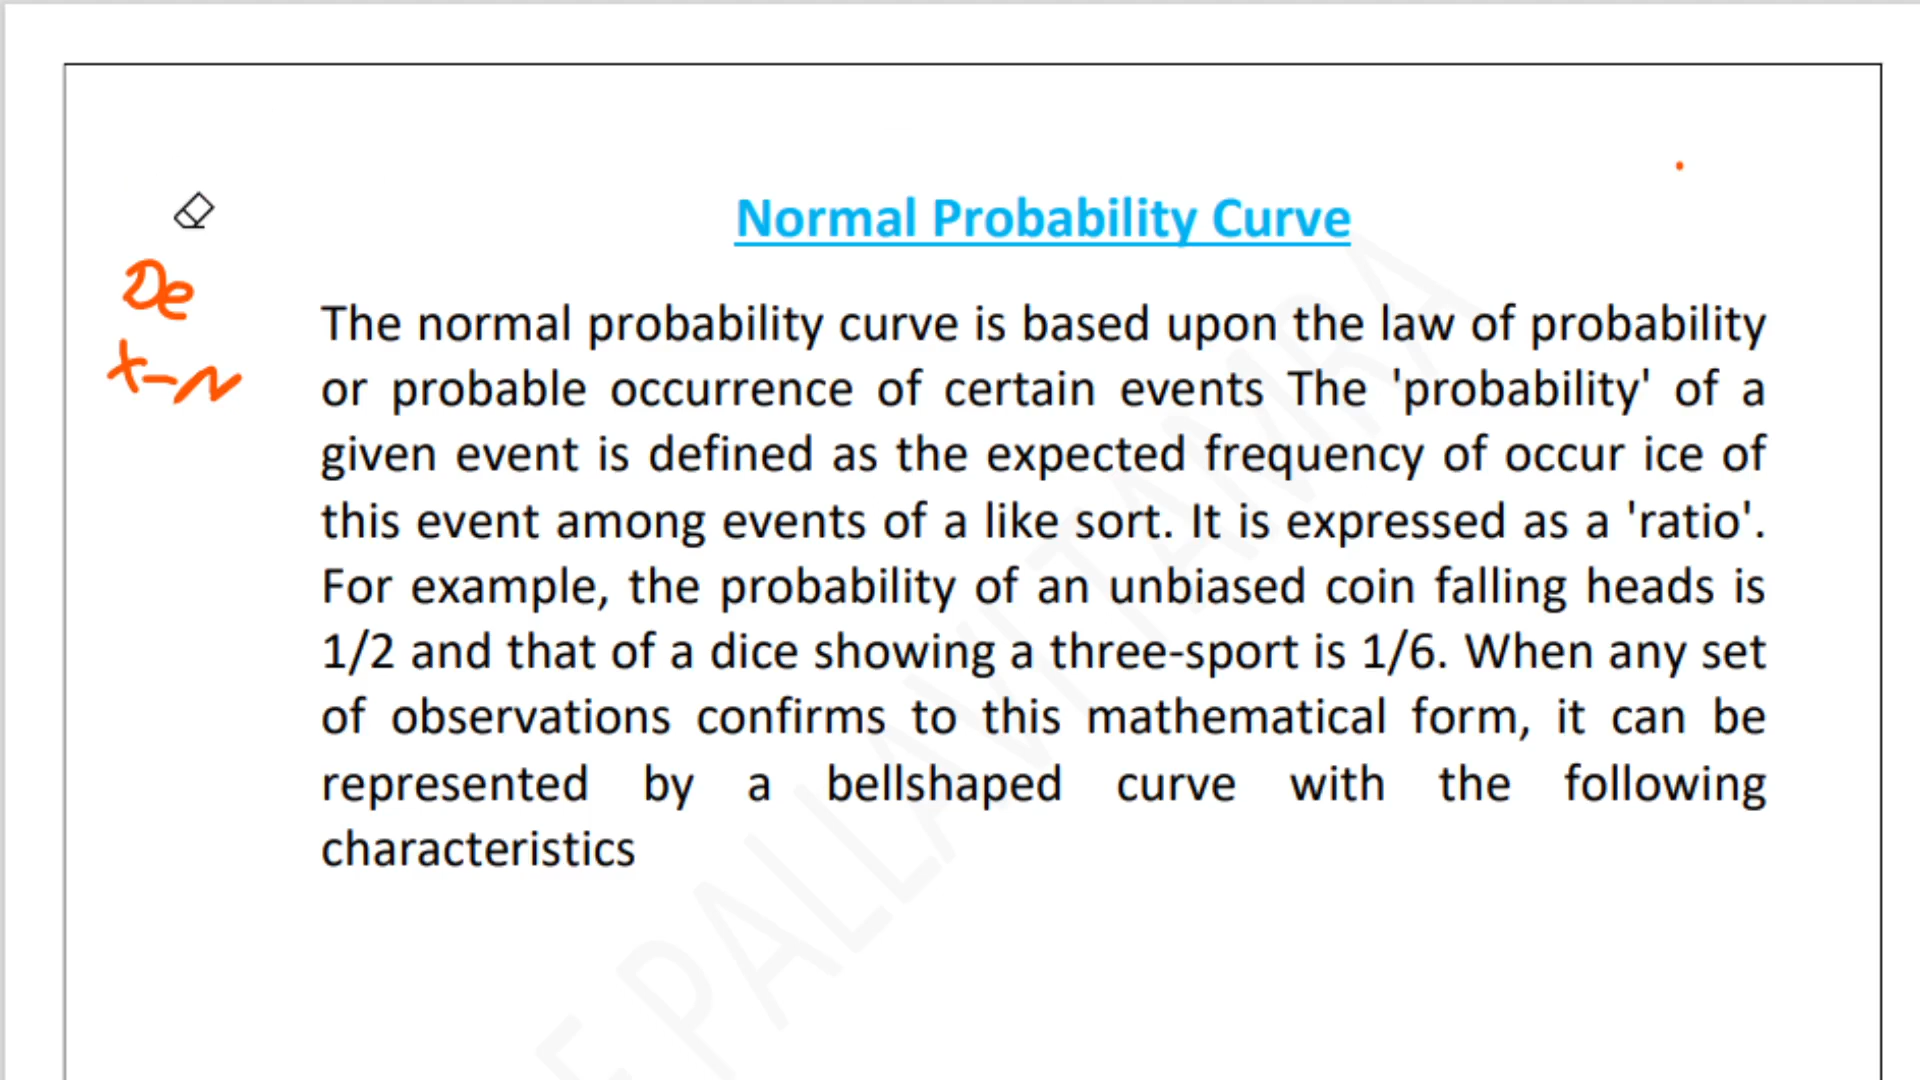 Normal Probability Curve
De
x-N
The normal probability curve is based upon the law of probability
or probable occurrence of certain events The 'probability' of a
given event is defined as the expected frequency of occur ice of
this event among events of a like sort. It is expressed as a 'ratio'.
For example, the probability of an unbiased coin falling heads is
1/2 and that of a dice showing a three-sport is 1/6. When any set
of observations confirms to this mathematical form, it can be
represented by a bellshaped curve with the following
characteristics
E PALLAVI TAMRA